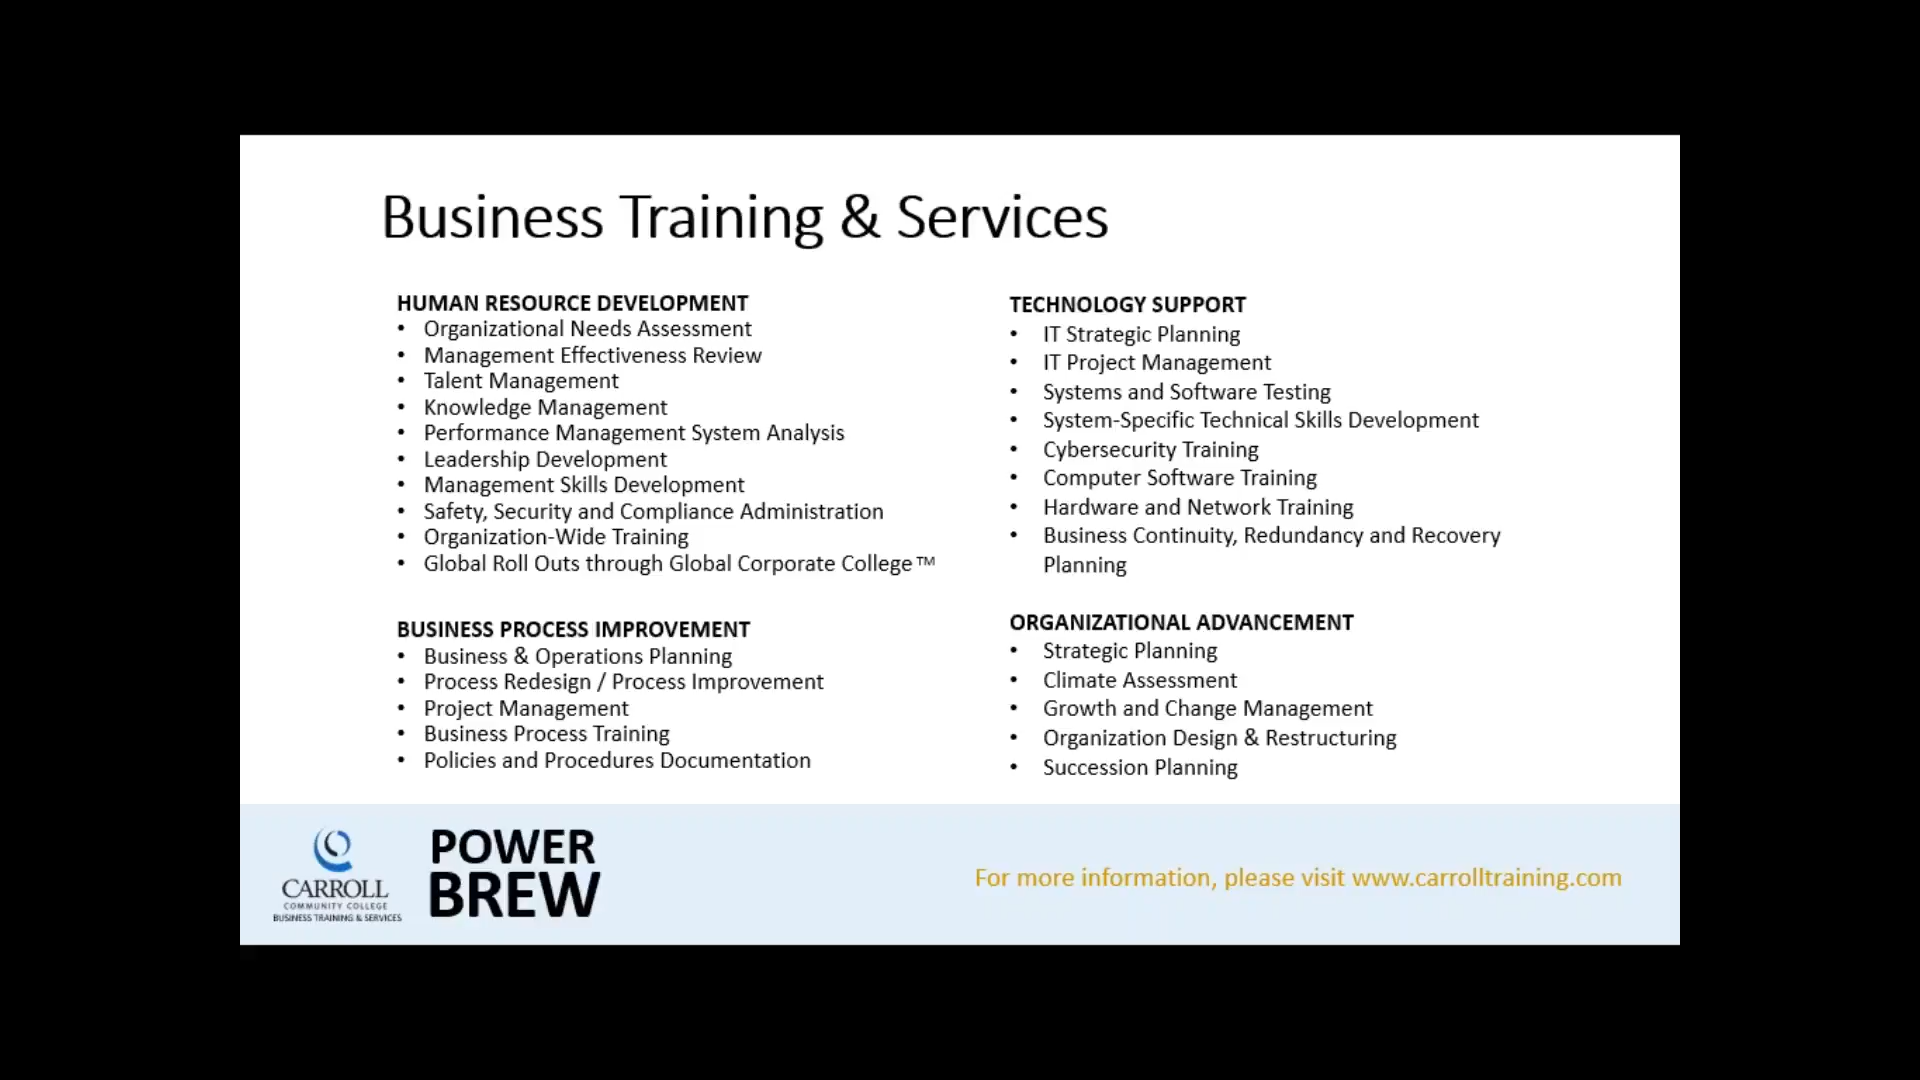 Business Training & Services
HUMAN RESOURCE DEVELOPMENT
• Organizational Needs Assessment
• Management Effectiveness Review
• Talent Management
• Knowledge Management
• Performance Management System Analysis
• Leadership Development
• Management Skills Development
• Safety, Security and Compliance Administration
• Organization-Wide Training
• Global Roll Outs through Global Corporate College™
BUSINESS PROCESS IMPROVEMENT
• Business & Operations Planning
• Process Redesign / Process Improvement
• Project Management
• Business Process Training
• Policies and Procedures Documentation
TECHNOLOGY SUPPORT
• IT Strategic Planning
• IT Project Management
• Systems and Software Testing
• System-Specific Technical Skills Development
• Cybersecurity Training
• Computer Software Training
• Hardware and Network Training
• Business Continuity, Redundancy and Recovery
Planning
ORGANIZATIONAL ADVANCEMENT
• Strategic Planning
• Climate Assessment
• Growth and Change Management
• Organization Design & Restructuring
• Succession Planning
CARROLL
COMMUNITY COLLEGE
BUSINESS TRAINING & SERVICES
POWER
BREW
For more information, please visit www.carrolltraining.com